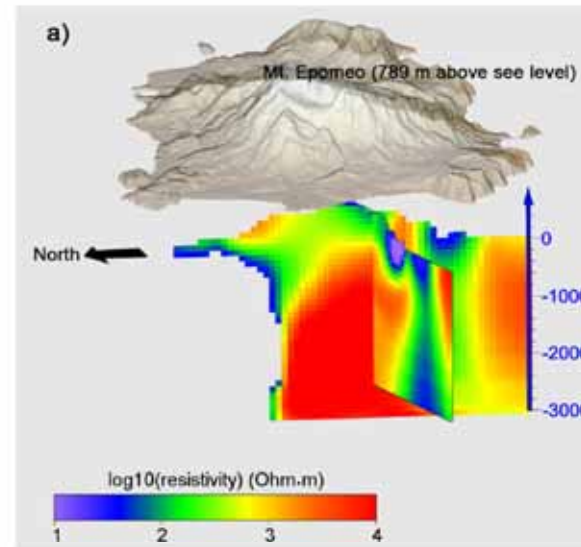 a)
Mt. Epomeo (789 m above see level)
North
0
-1000
-2000
-3000
log10(resistivity) (Ohm.m)
1 2 3 4